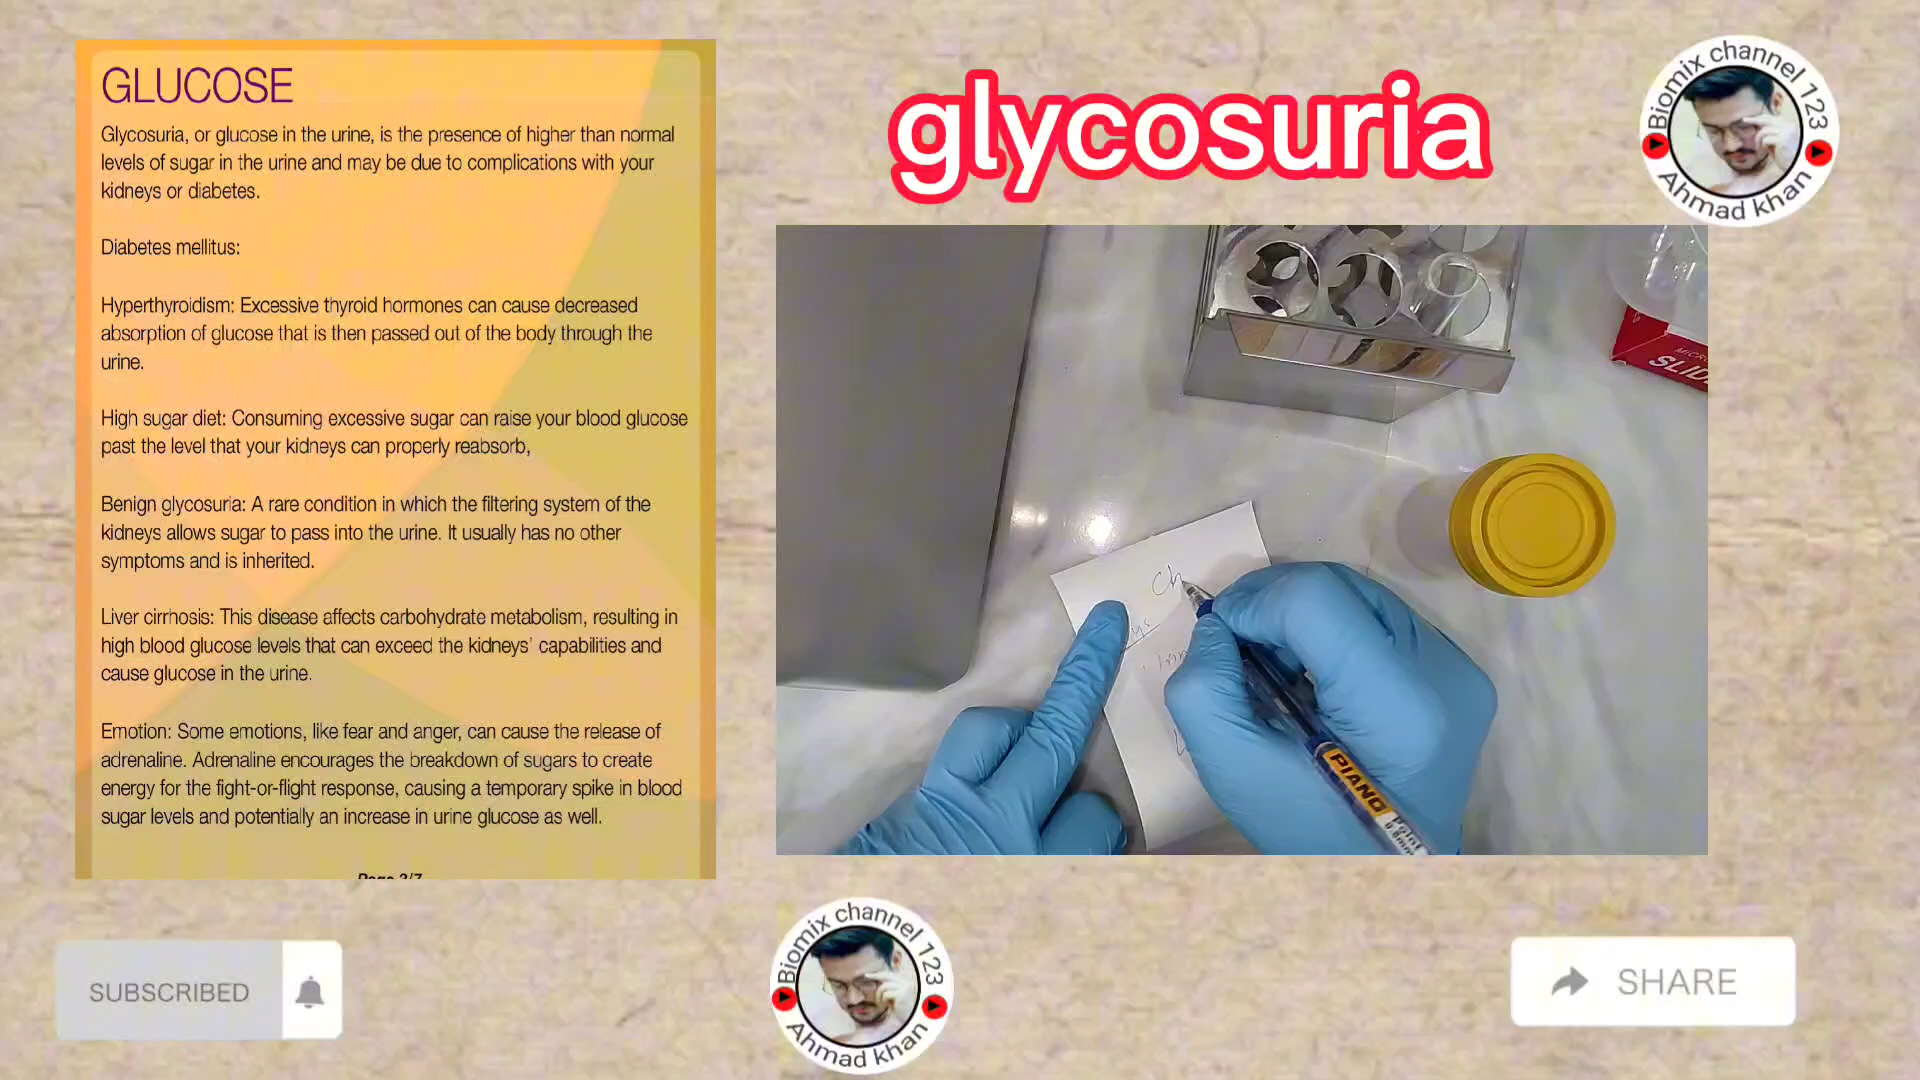 GLUCOSE
Glycosuria, or glucose in the urine, is the presence of higher than normal
levels of sugar in the urine and may be due to complications with your
kidneys or diabetes.
Diabetes mellitus:
Hyperthyroidism: Excessive thyroid hormones can cause decreased
absorption of glucose that is then passed out of the body through the
urine.
High sugar diet: Consuming excessive sugar can raise your blood glucose
past the level that your kidneys can properly reabsorb,
Benign glycosuria: A rare condition in which the filtering system of the
kidneys allows sugar to pass into the urine. It usually has no other
symptoms and is inherited.
Liver cirrhosis: This disease affects carbohydrate metabolism, resulting in
high blood glucose levels that can exceed the kidneys' capabilities and
cause glucose in the urine.
Emotion: Some emotions, like fear and anger, can cause the release of
adrenaline. Adrenaline encourages the breakdown of sugars to create
energy for the fight-or-flight response, causing a temporary spike in blood
sugar levels and potentially an increase in urine glucose as well.
glycosuria
Biomix channel 123
Ahmad khan
Ch
PIANO
Point
0.8mm
SUBSCRIBED
Biomix channel 123
Ahmad khan
SHARE